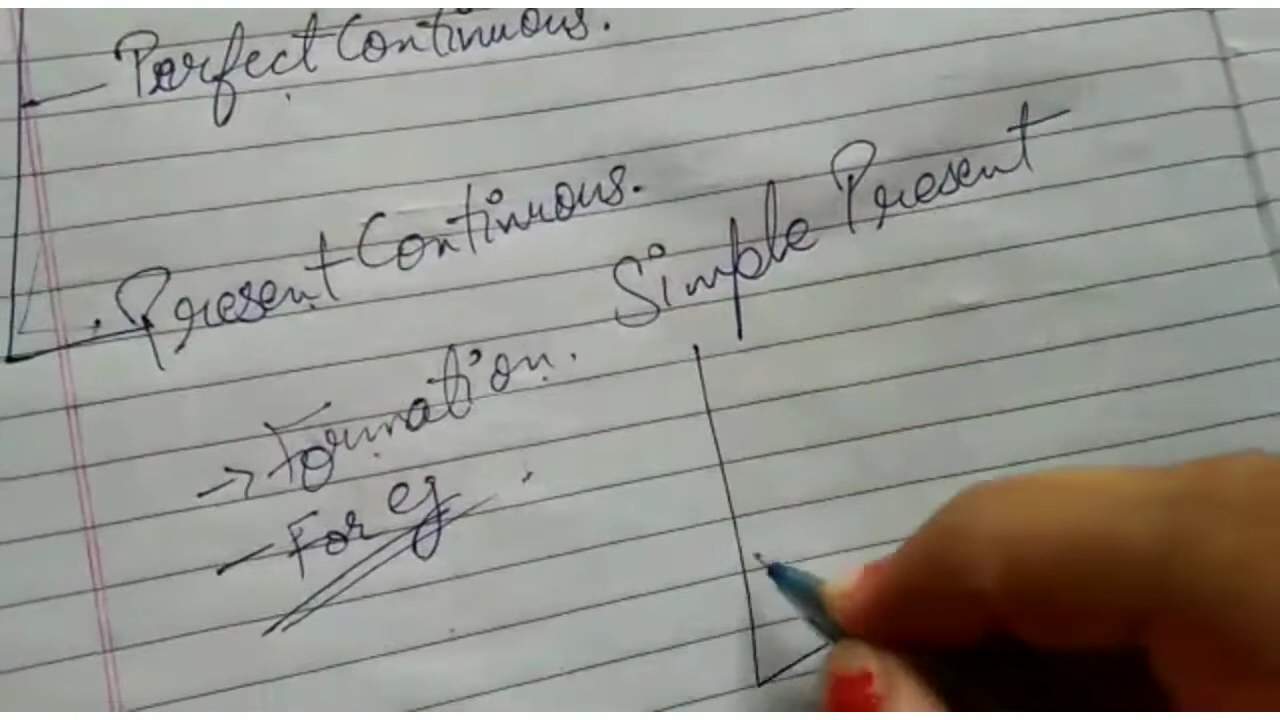 Perfect Continuous.
Present Continuous.
Simple Present
→ Formation.
- For eg